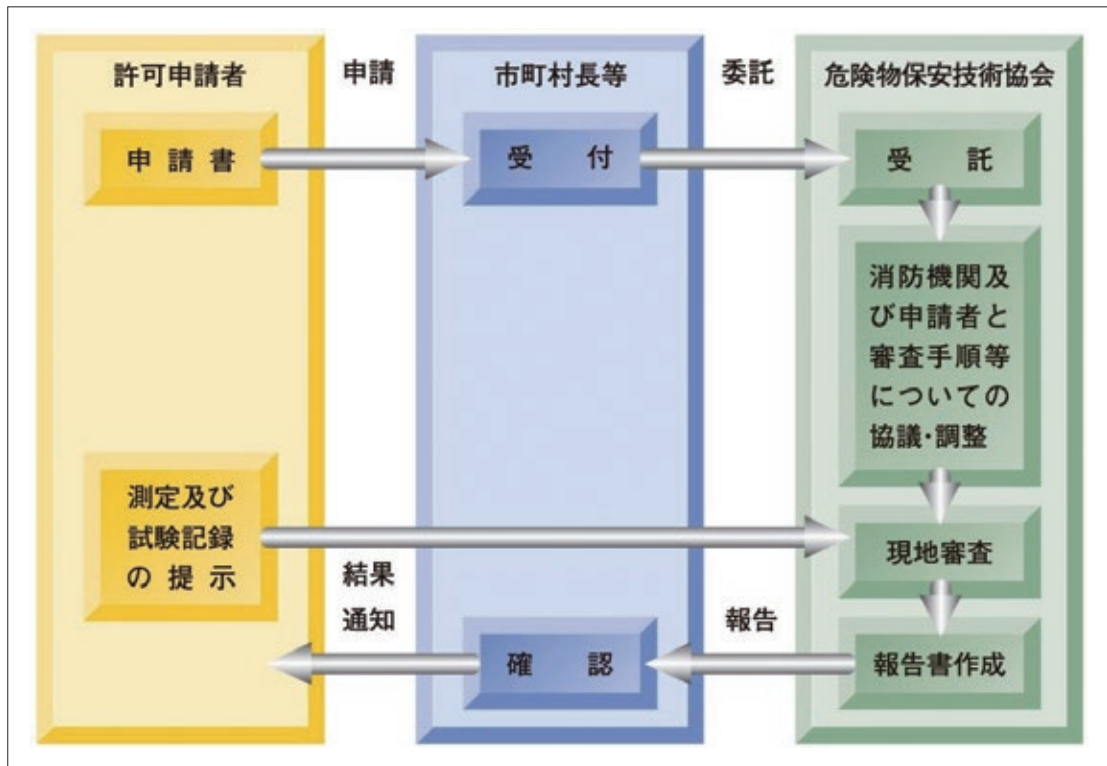 許可申請者
申請
市町村長等
委託
危険物保安技術協会
申請書
受付
受託
消防機関及
び申請者と
審査手順等
についての
協議・調整
測定及び
試験記録
の提示
現地審査
結果
通知
報告
確認
報告書作成